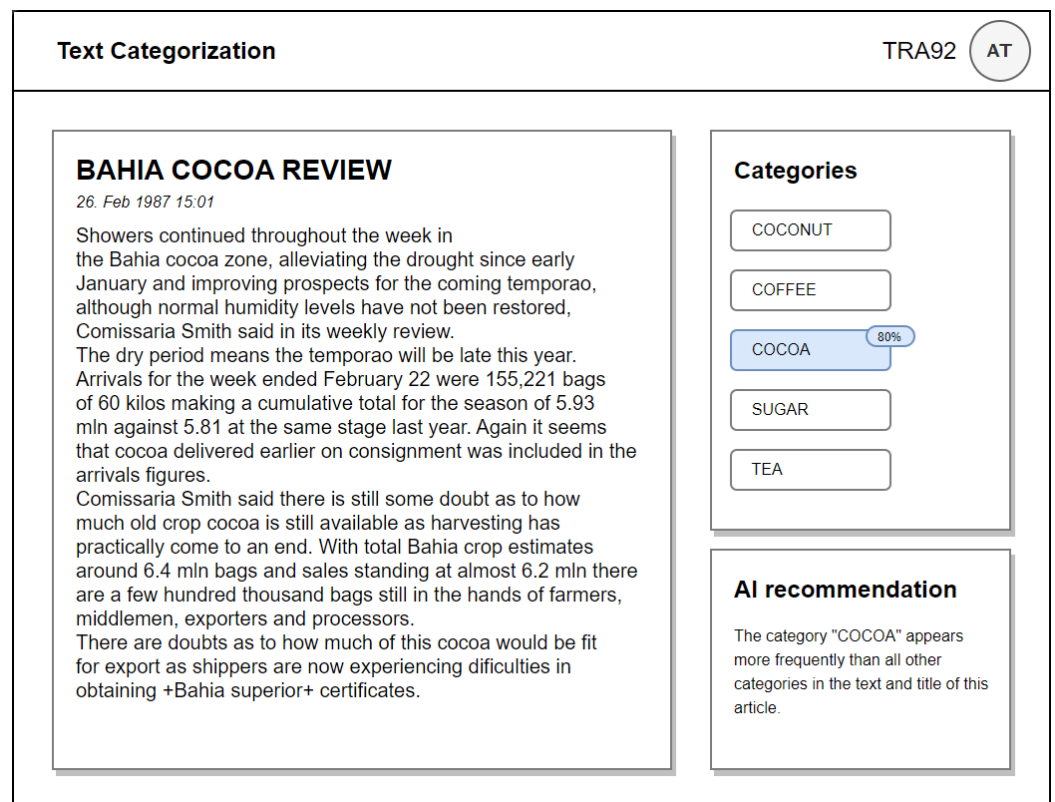 Text Categorization
TRA92
AT
BAHIA COCOA REVIEW
26. Feb 1987 15:01
Showers continued throughout the week in
the Bahia cocoa zone, alleviating the drought since early
January and improving prospects for the coming temporao,
although normal humidity levels have not been restored,
Comissaria Smith said in its weekly review.
The dry period means the temporao will be late this year.
Arrivals for the week ended February 22 were 155,221 bags
of 60 kilos making a cumulative total for the season of 5.93
mln against 5.81 at the same stage last year. Again it seems
that cocoa delivered earlier on consignment was included in the
arrivals figures.
Comissaria Smith said there is still some doubt as to how
much old crop cocoa is still available as harvesting has
practically come to an end. With total Bahia crop estimates
around 6.4 mln bags and sales standing at almost 6.2 mln there
are a few hundred thousand bags still in the hands of farmers,
middlemen, exporters and processors.
There are doubts as to how much of this cocoa would be fit
for export as shippers are now experiencing dificulties in
obtaining +Bahia superior+ certificates.
Categories
COCONUT
COFFEE
COCOA
80%
SUGAR
TEA
AI recommendation
The category "COCOA" appears
more frequently than all other
categories in the text and title of this
article.